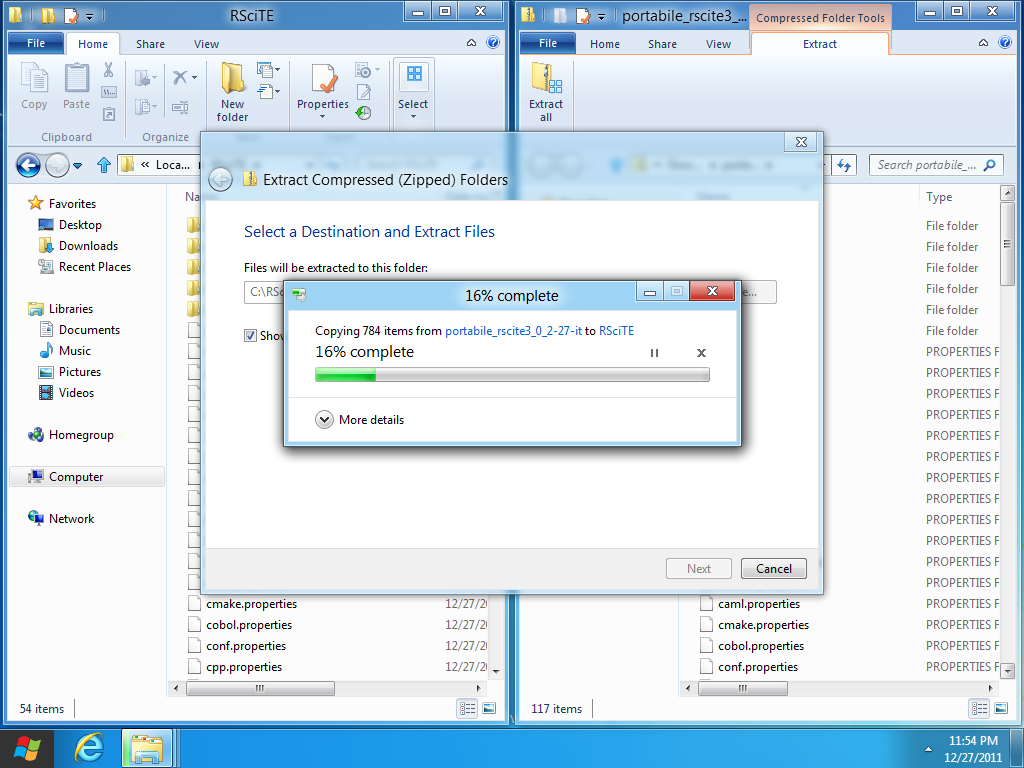 RSciTE
File Home Share View
Copy
Paste
Clipboard
Organize
New folder
Properties
Select
« Loca...
Favorites
Desktop
Downloads
Recent Places
Libraries
Documents
Music
Pictures
Videos
Homegroup
Computer
Network
Na
cmake.properties 12/27/2
cobol.properties 12/27/2
conf.properties 12/27/2
cpp.properties 12/27/2
54 items
portabile_rscite3_... Compressed Folder Tools
File Home Share View Extract
Extract all
Search portabile_...
Type
File folder
File folder
File folder
File folder
File folder
File folder
PROPERTIES F
PROPERTIES F
PROPERTIES F
PROPERTIES F
PROPERTIES F
PROPERTIES F
PROPERTIES F
PROPERTIES F
PROPERTIES F
PROPERTIES F
PROPERTIES F
PROPERTIES F
caml.properties PROPERTIES F
cmake.properties PROPERTIES F
cobol.properties PROPERTIES F
conf.properties PROPERTIES F
117 items
Extract Compressed (Zipped) Folders
Select a Destination and Extract Files
Files will be extracted to this folder:
C:\RSc e...
Show
Next Cancel
16% complete
Copying 784 items from portabile_rscite3_0_2-27-it to RSciTE
16% complete
More details
11:54 PM
12/27/2011